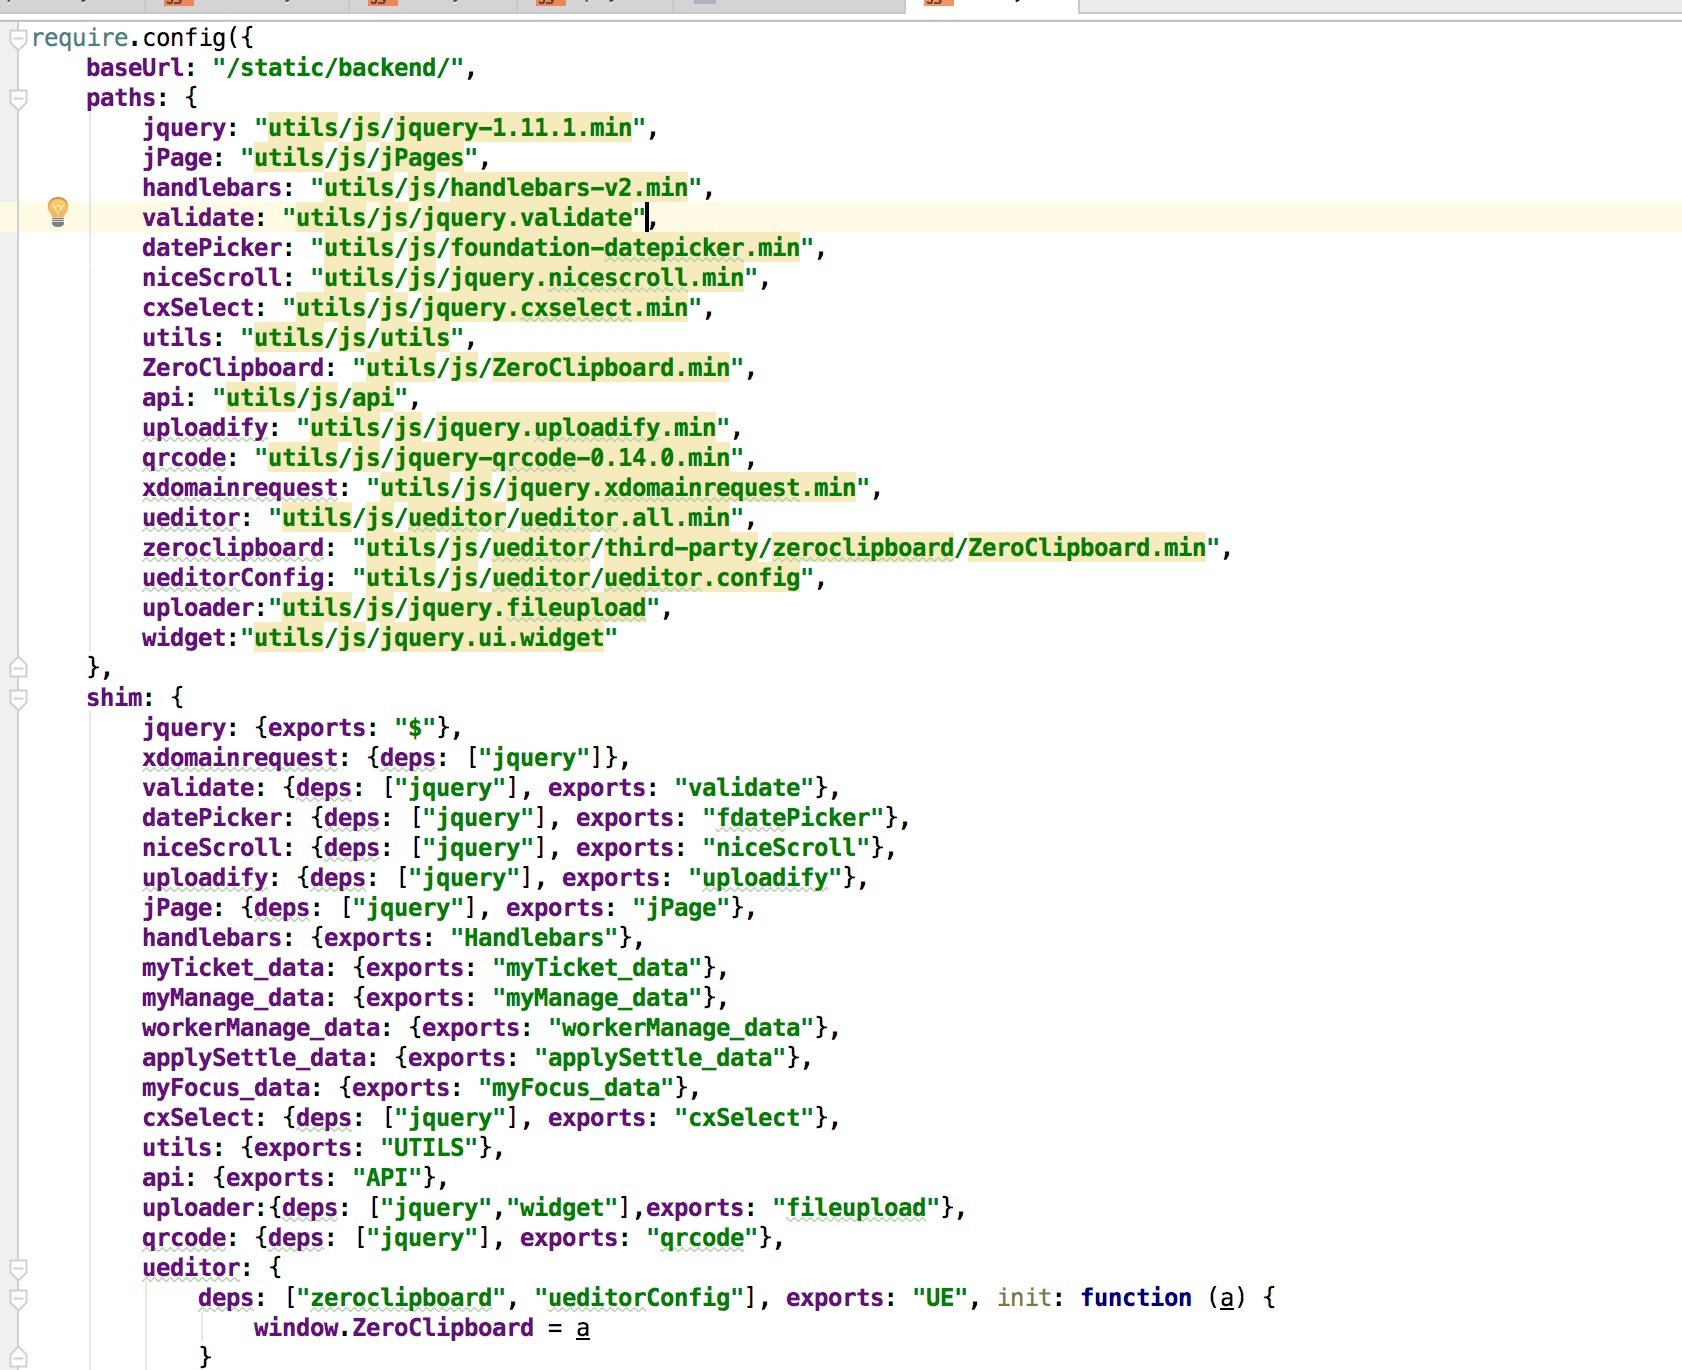 require.config({
baseUrl: "/static/backend/",
paths: {
jquery: "utils/js/jquery-1.11.1.min",
jPage: "utils/js/jPages",
handlebars: "utils/js/handlebars-v2.min",
validate: "utils/js/jquery.validate",
datePicker: "utils/js/foundation-datepicker.min",
niceScroll: "utils/js/jquery.nicescroll.min",
cxSelect: "utils/js/jquery.cxselect.min",
utils: "utils/js/utils",
ZeroClipboard: "utils/js/ZeroClipboard.min",
api: "utils/js/api",
uploadify: "utils/js/jquery.uploadify.min",
qrcode: "utils/js/jquery-qrcode-0.14.0.min",
xdomainrequest: "utils/js/jquery.xdomainrequest.min",
ueditor: "utils/js/ueditor/ueditor.all.min",
zeroclipboard: "utils/js/ueditor/third-party/zeroclipboard/ZeroClipboard.min",
ueditorConfig: "utils/js/ueditor/ueditor.config",
uploader:"utils/js/jquery.fileupload",
widget:"utils/js/jquery.ui.widget"
},
shim: {
jquery: {exports: "$"},
xdomainrequest: {deps: ["jquery"]},
validate: {deps: ["jquery"], exports: "validate"},
datePicker: {deps: ["jquery"], exports: "fdatePicker"},
niceScroll: {deps: ["jquery"], exports: "niceScroll"},
uploadify: {deps: ["jquery"], exports: "uploadify"},
jPage: {deps: ["jquery"], exports: "jPage"},
handlebars: {exports: "Handlebars"},
myTicket_data: {exports: "myTicket_data"},
myManage_data: {exports: "myManage_data"},
workerManage_data: {exports: "workerManage_data"},
applySettle_data: {exports: "applySettle_data"},
myFocus_data: {exports: "myFocus_data"},
cxSelect: {deps: ["jquery"], exports: "cxSelect"},
utils: {exports: "UTILS"},
api: {exports: "API"},
uploader:{deps: ["jquery","widget"],exports: "fileupload"},
qrcode: {deps: ["jquery"], exports: "qrcode"},
ueditor: {
deps: ["zeroclipboard", "ueditorConfig"], exports: "UE", init: function (a) {
window.ZeroClipboard = a
}